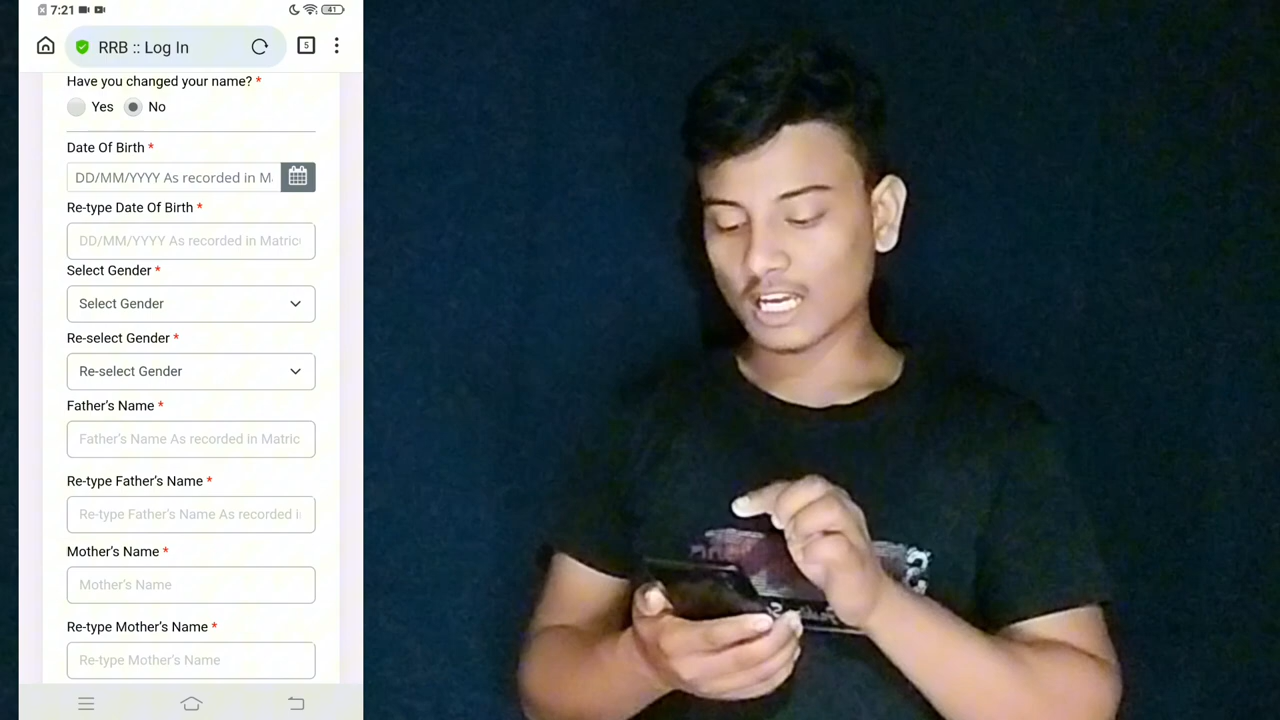 7:21
41
RRB :: Log In
5
Have you changed your name? *
Yes No
Date Of Birth *
DD/MM/YYYY As recorded in M
Re-type Date Of Birth *
DD/MM/YYYY As recorded in Matric
Select Gender *
Select Gender
Re-select Gender *
Re-select Gender
Father's Name *
Father's Name As recorded in Matric
Re-type Father's Name *
Re-type Father's Name As recorded i
Mother's Name *
Mother's Name
Re-type Mother's Name *
Re-type Mother's Name